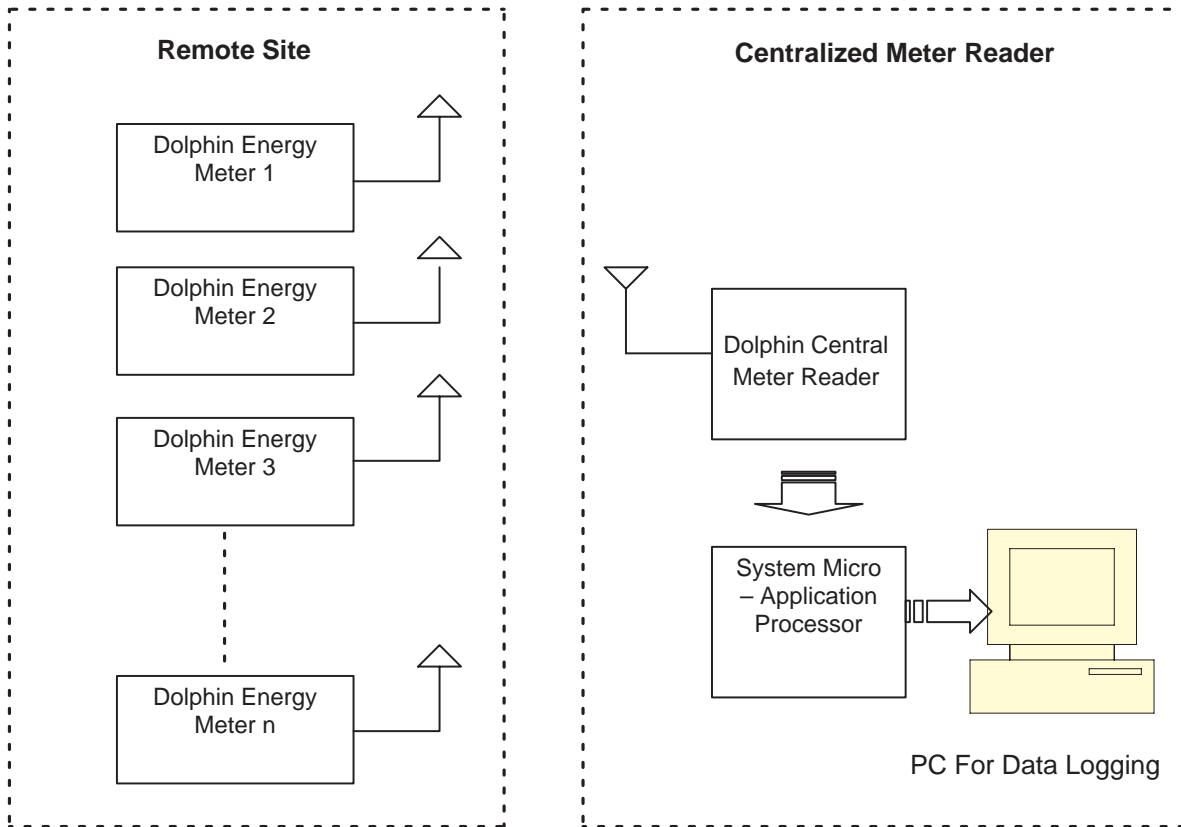 Remote Site
Dolphin Energy
Meter 1
Dolphin Energy
Meter 2
Dolphin Energy
Meter 3
Dolphin Energy
Meter n
Centralized Meter Reader
Dolphin Central
Meter Reader
System Micro
– Application
Processor
PC For Data Logging